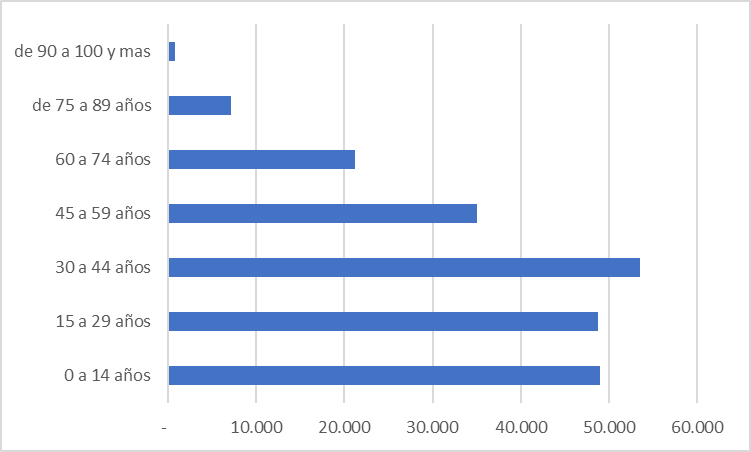 de 90 a 100 y mas
de 75 a 89 años
60 a 74 años
45 a 59 años
30 a 44 años
15 a 29 años
0 a 14 años
- 10.000 20.000 30.000 40.000 50.000 60.000